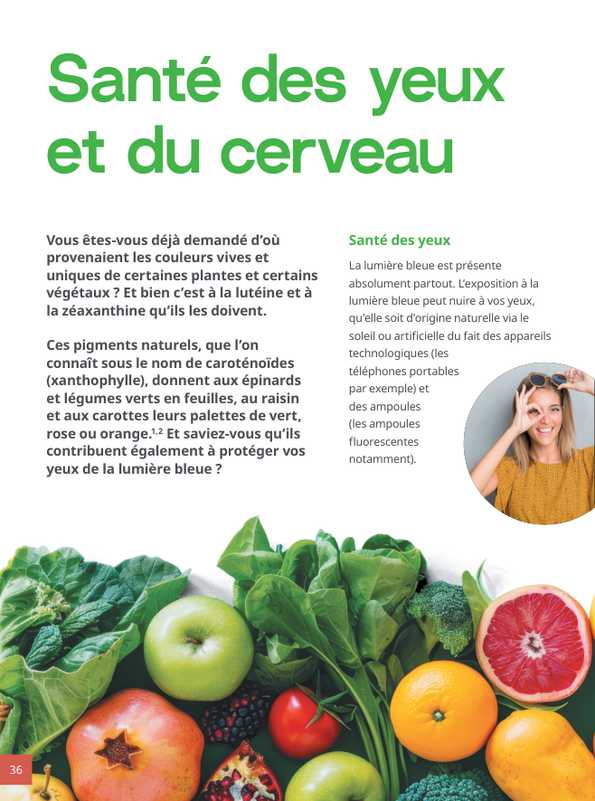 Santé des yeux
et du cerveau
Vous êtes-vous déjà demandé d’où
provenaient les couleurs vives et
uniques de certaines plantes et certains
végétaux ? Et bien c’est à la lutéine et à
la zéaxanthine qu’ils les doivent.
Ces pigments naturels, que l’on
connaît sous le nom de caroténoïdes
(xanthophylle), donnent aux épinards
et légumes verts en feuilles, au raisin
et aux carottes leurs palettes de vert,
rose ou orange.¹,² Et saviez-vous qu’ils
contribuent également à protéger vos
yeux de la lumière bleue ?
Santé des yeux
La lumière bleue est présente
absolument partout. L’exposition à la
lumière bleue peut nuire à vos yeux,
qu’elle soit d’origine naturelle via le
soleil ou artificielle du fait des appareils
technologiques (les
téléphones portables
par exemple) et
des ampoules
(les ampoules
fluorescentes
notamment).
36